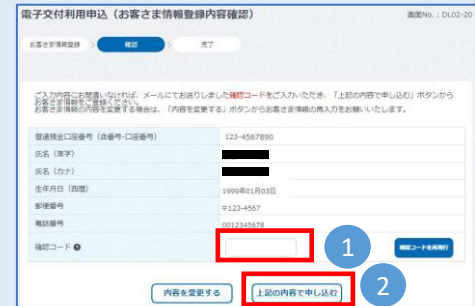 電子交付利用申込（お客さま情報登録内容確認）
画面No.：DL02-20
お客さま情報登録
確認
完了
ご入力内容にお間違いなければ、メールにてお送りしました確認コードをご入力いただき、「上記の内容で申し込む」ボタンから
お客さま情報をご登録ください。
お客さま情報の内容を変更する場合は、「内容を変更する」ボタンからお客さま情報の再入力をお願いいたします。
普通預金口座番号（店番号-口座番号）
123-4567890
氏名（漢字）
氏名（カナ）
生年月日（西暦）
1999年01月03日
郵便番号
〒123-4567
電話番号
0012345678
確認コード
確認コードを再発行
1
内容を変更する
上記の内容で申し込む
2